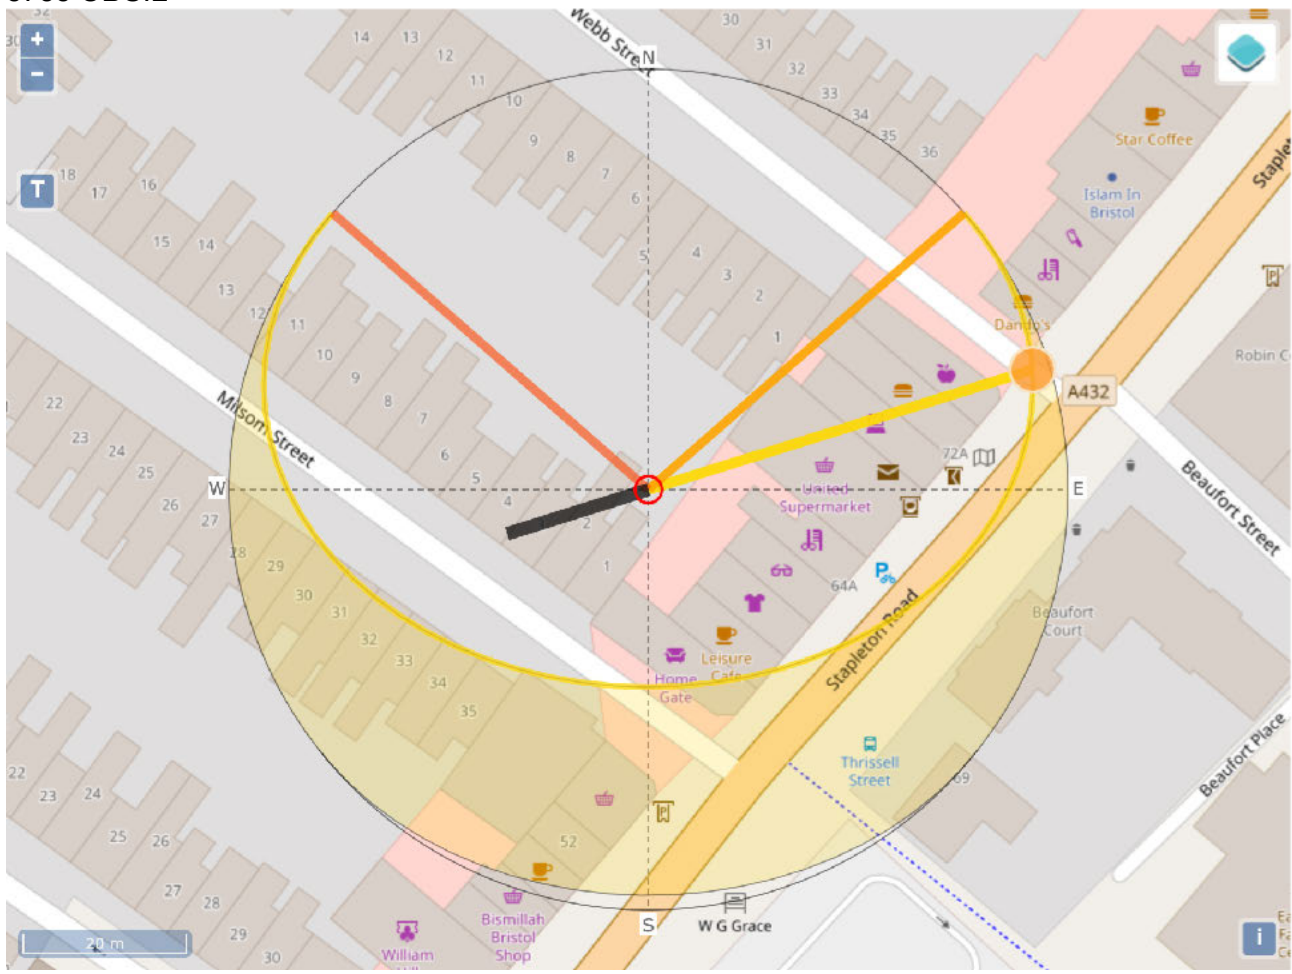 Webb Street
N
+
−
T
14
13
12
11
10
9
8
7
6
5
4
3
2
1
30
31
32
33
34
35
36
Star Coffee
Islam In
Bristol
Dando's
A432
Robin C
Staple
18
17
16
15
14
13
12
11
10
9
8
7
6
5
4
2
1
Milsom Street
W
E
72A
United
Supermarket
64A
Beaufort Street
Beaufort
Court
Stapleton Road
Leisure
Cafe
Home
Gate
22
23
24
25
26
27
28
29
30
31
32
33
34
35
Thrissell
Street
69
Beaufort Place
52
22
23
24
25
26
27
28
29
30
S
W G Grace
Bismillah
Bristol
Shop
William
20 m
i